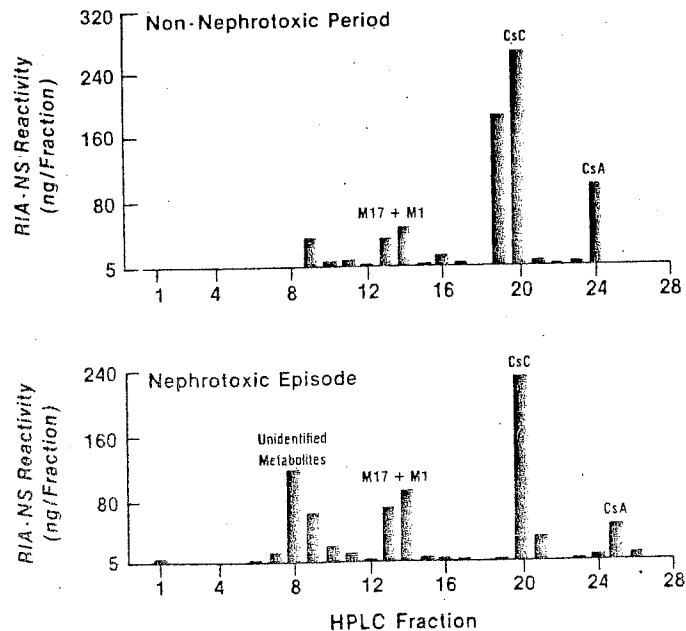 Non-Nephrotoxic Period
RIA-NS Reactivity
(ng/Fraction)
320
240
160
80
5
CsC
CsA
M17 + M1
1 4 8 12 16 20 24 28
Nephrotoxic Episode
RIA-NS Reactivity
(ng/Fraction)
240
160
80
5
CsC
Unidentified
Metabolites
M17 + M1
CsA
1 4 8 12 16 20 24 28
HPLC Fraction